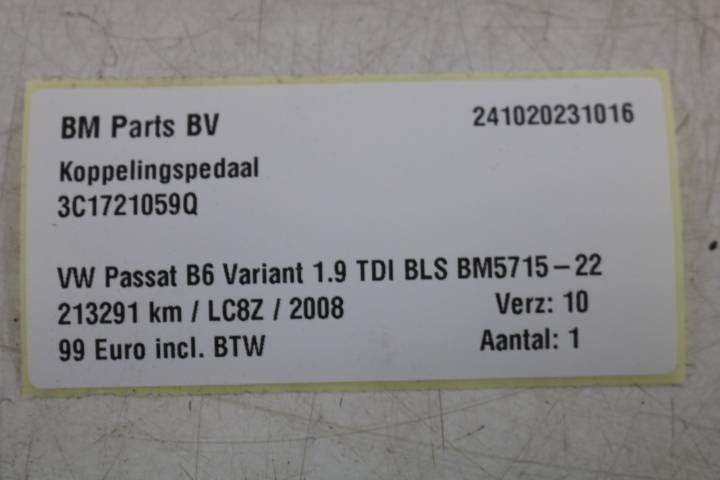 BM Parts BV 241020231016
Koppelingspedaal
3C1721059Q
VW Passat B6 Variant 1.9 TDI BLS BM5715-22
213291 km / LC8Z / 2008 Verz: 10
99 Euro incl. BTW Aantal: 1